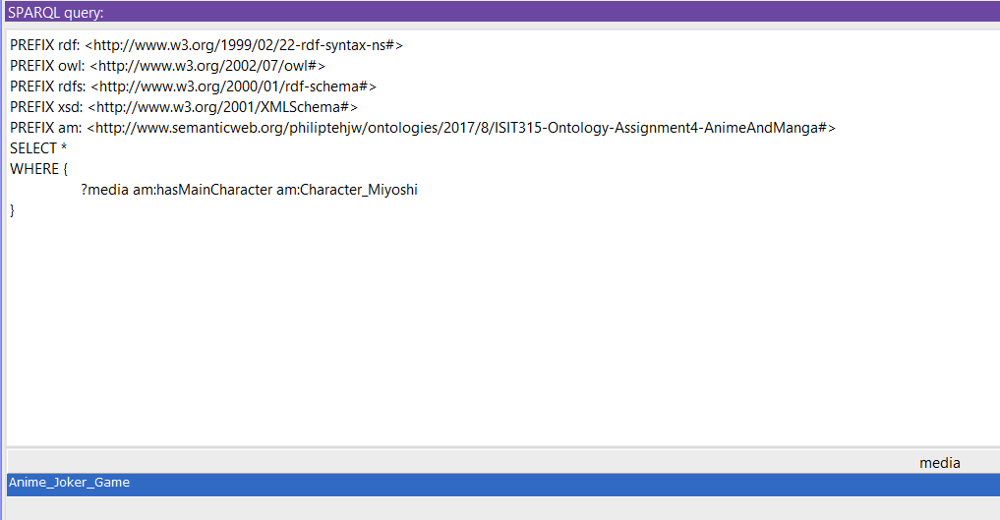 SPARQL query:
PREFIX rdf: <http://www.w3.org/1999/02/22-rdf-syntax-ns#>
PREFIX owl: <http://www.w3.org/2002/07/owl#>
PREFIX rdfs: <http://www.w3.org/2000/01/rdf-schema#>
PREFIX xsd: <http://www.w3.org/2001/XMLSchema#>
PREFIX am: <http://www.semanticweb.org/philiptehjw/ontologies/2017/8/ISIT315-Ontology-Assignment4-AnimeAndManga#>
SELECT *
WHERE {
?media am:hasMainCharacter am:Character_Miyoshi
}
media
Anime_Joker_Game